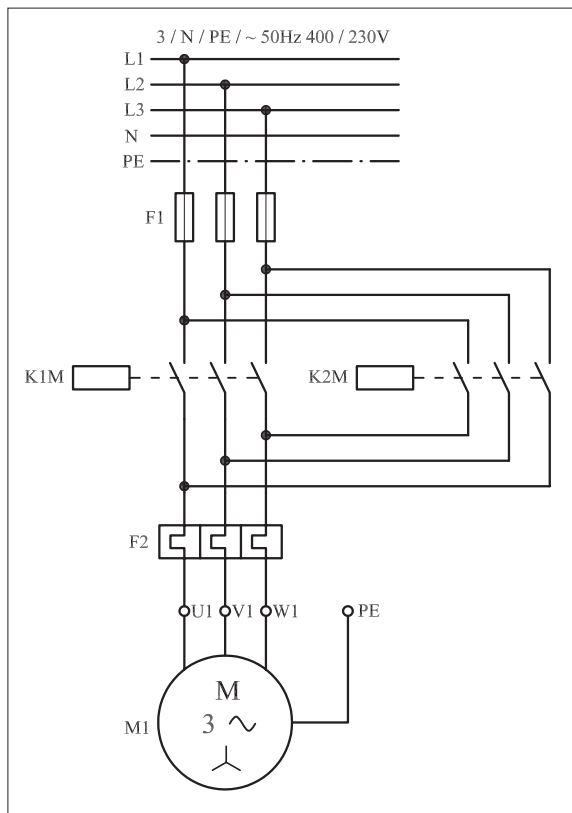 3 / N / PE / ~ 50Hz 400 / 230V
L1
L2
L3
N
PE
F1
K1M K2M
F2
U1 V1 W1 PE
M
M1 3